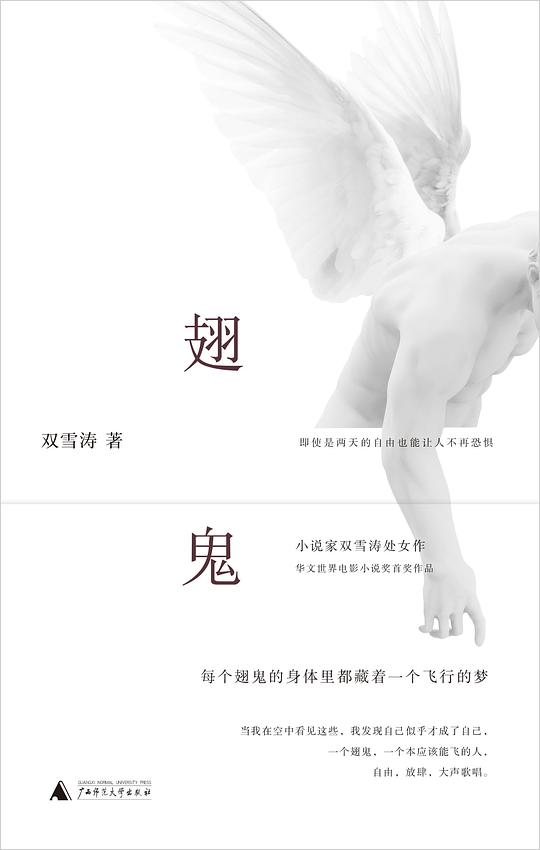 翅
双雪涛 著
即使是两天的自由也能让人不再恐惧
鬼
小说家双雪涛处女作
华文世界电影小说奖首奖作品
每个翅鬼的身体里都藏着一个飞行的梦
当我在空中看见这些，我发现自己似乎才成了自己，
一个翅鬼，一个本应该能飞的人，
自由，放肆，大声歌唱。
GUANGXI NORMAL UNIVERSITY PRESS
广西师范大学出版社